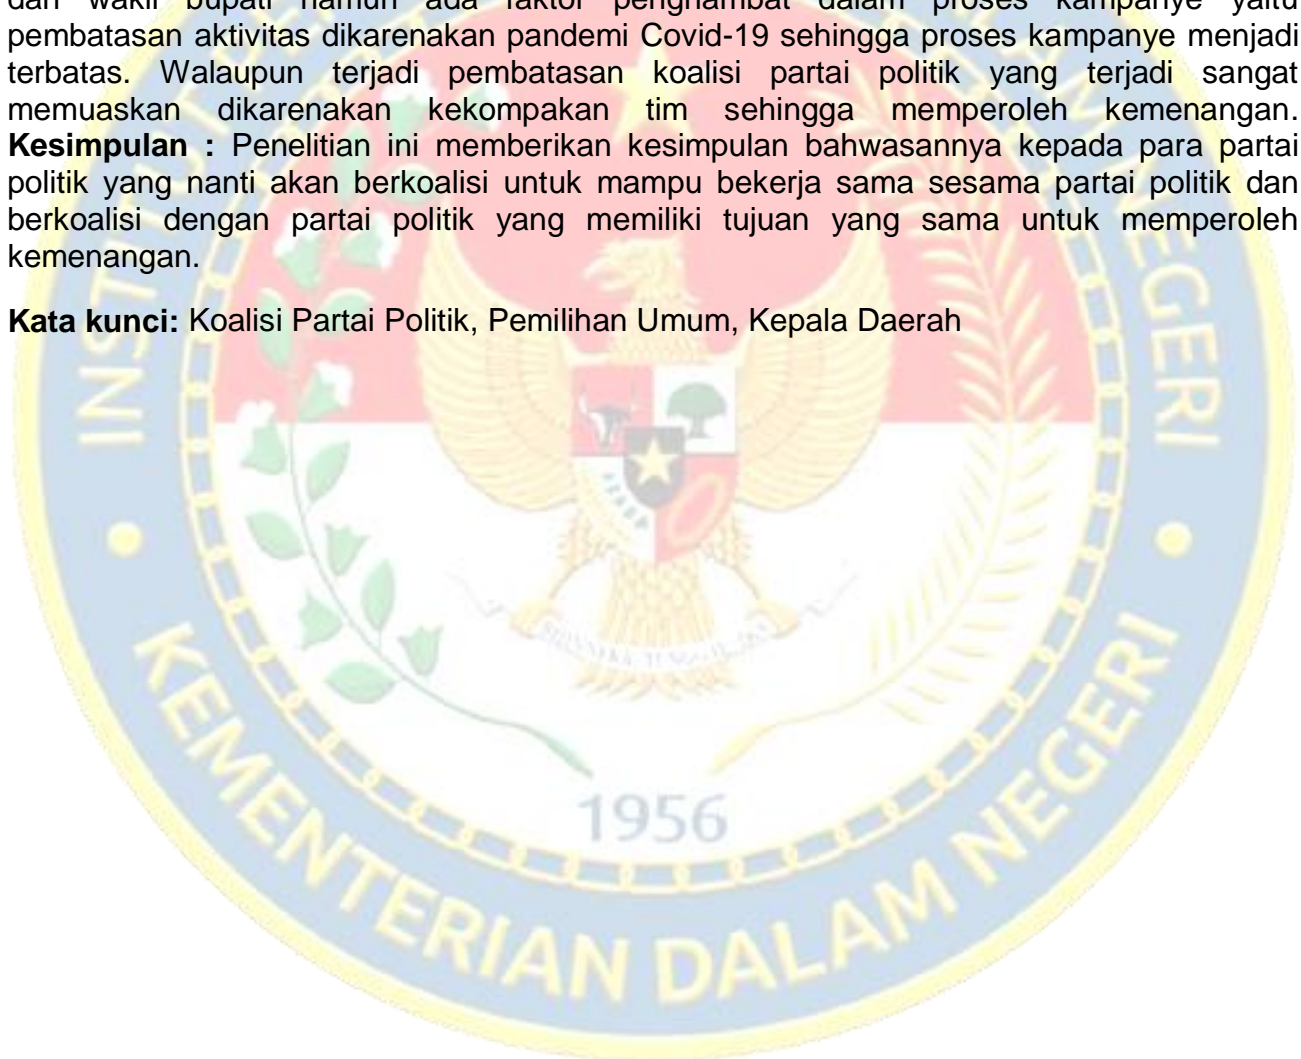 dan wakil bupati namun ada faktor penghambat dalam proses kampanye yaitu
pembatasan aktivitas dikarenakan pandemi Covid-19 sehingga proses kampanye menjadi
terbatas. Walaupun terjadi pembatasan koalisi partai politik yang terjadi sangat
memuaskan dikarenakan kekompakan tim sehingga memperoleh kemenangan.
Kesimpulan : Penelitian ini memberikan kesimpulan bahwasannya kepada para partai
politik yang nanti akan berkoalisi untuk mampu bekerja sama sesama partai politik dan
berkoalisi dengan partai politik yang memiliki tujuan yang sama untuk memperoleh
kemenangan.
Kata kunci: Koalisi Partai Politik, Pemilihan Umum, Kepala Daerah
1956
KEMENTERIAN DALAM NEGERI